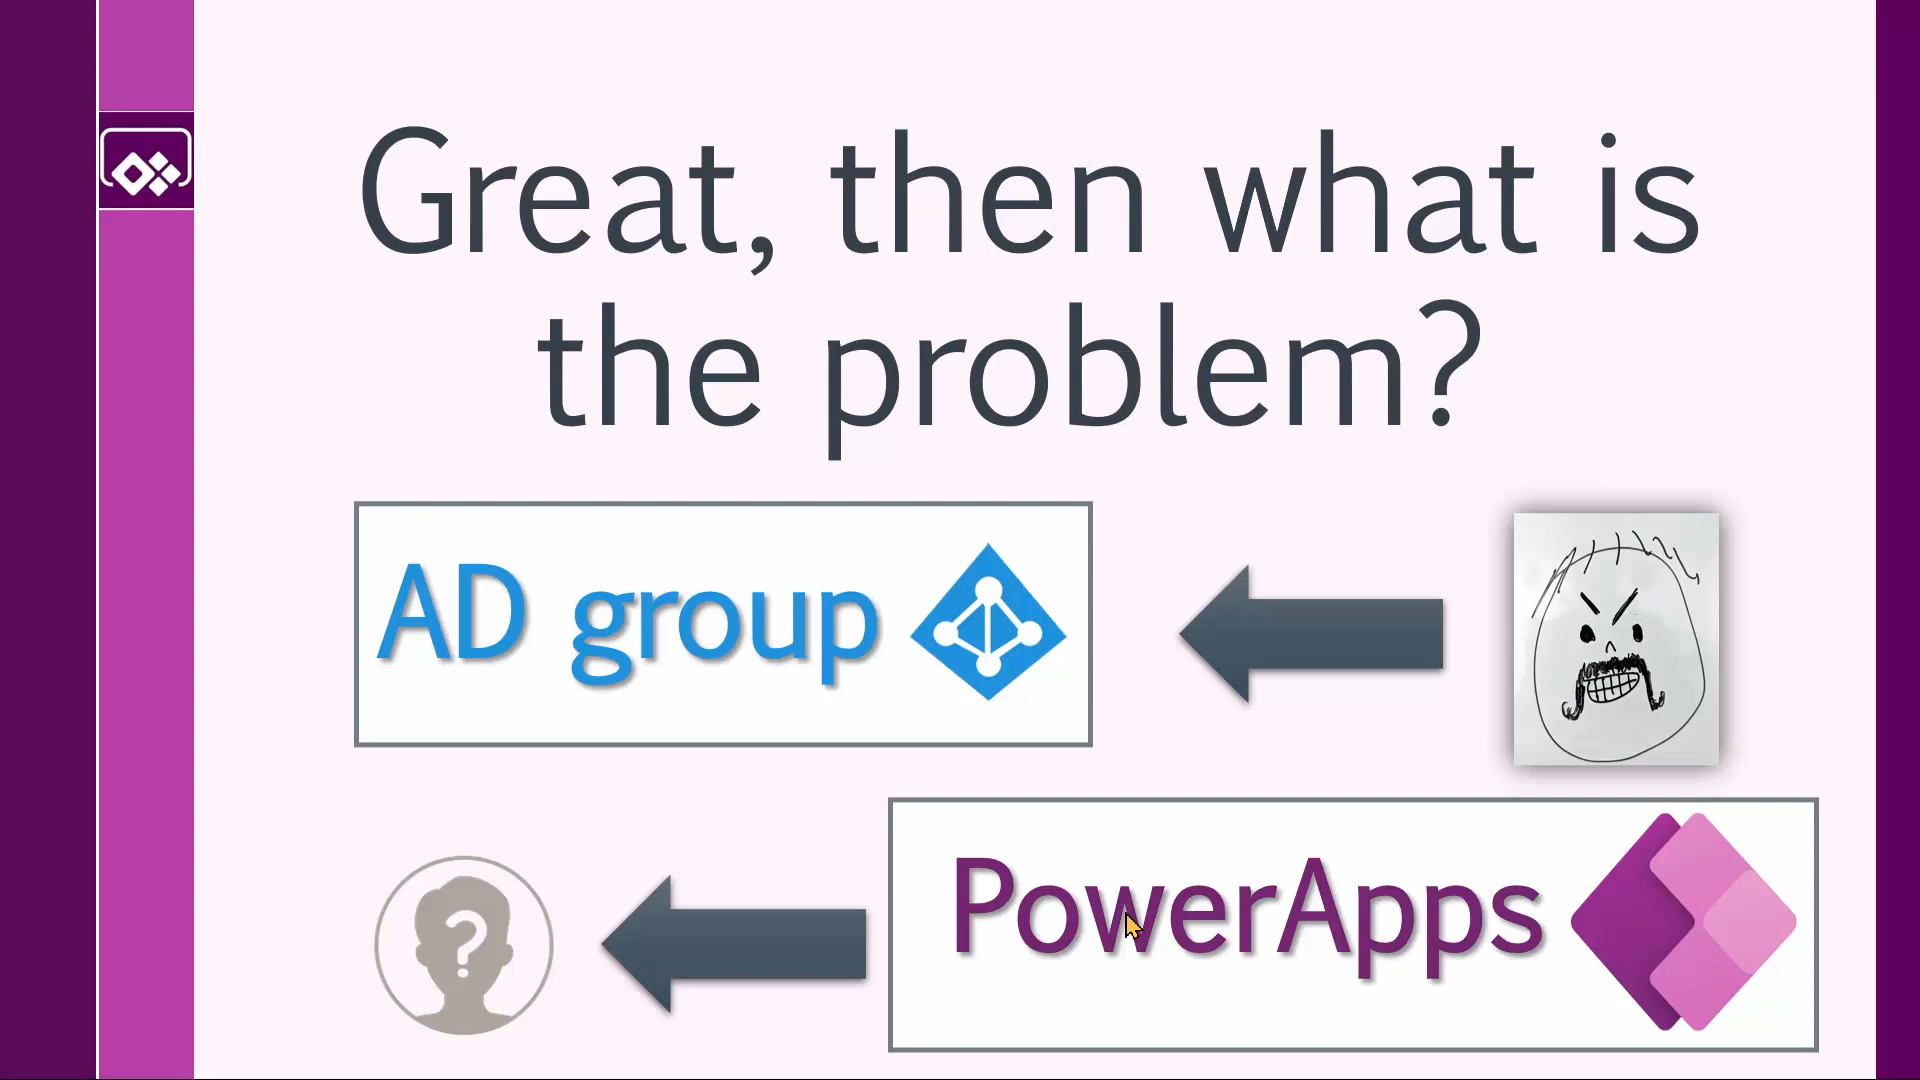 Great, then what is
the problem?
AD group
PowerApps
?